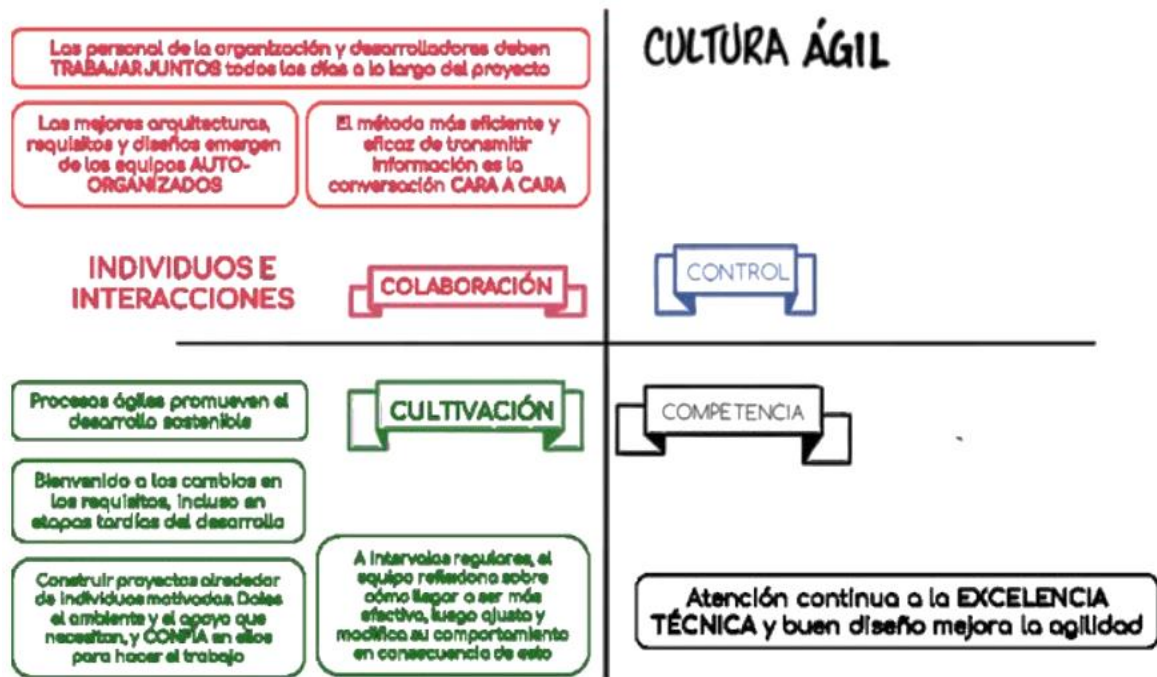 Las personal de la organización y desarrolladores deben
TRABAJAR JUNTOS todos los días a lo largo del proyecto
CULTURA ÁGIL
Las mejores arquitecturas,
requisitos y diseños emergen
de los equipos AUTO-
ORGANIZADOS
El método más eficiente y
eficaz de transmitir
información es la
conversación CARA A CARA
INDIVIDUOS E
INTERACCIONES
COLABORACIÓN
CONTROL
Procesos ágiles promueven el
desarrollo sostenible
CULTIVACIÓN
COMPETENCIA
Bienvenido a los cambios en
los requisitos, incluso en
etapas tardías del desarrollo
Construir proyectos alrededor
de individuos motivados. Dales
el ambiente y el apoyo que
necesitan, y CONFÍA en ellos
para hacer el trabajo
A intervalos regulares, el
equipo reflexiona sobre
cómo llegar a ser más
efectivo, luego ajusta y
modifica su comportamiento
en consecuencia de esto
Atención continua a la EXCELENCIA
TÉCNICA y buen diseño mejora la agilidad